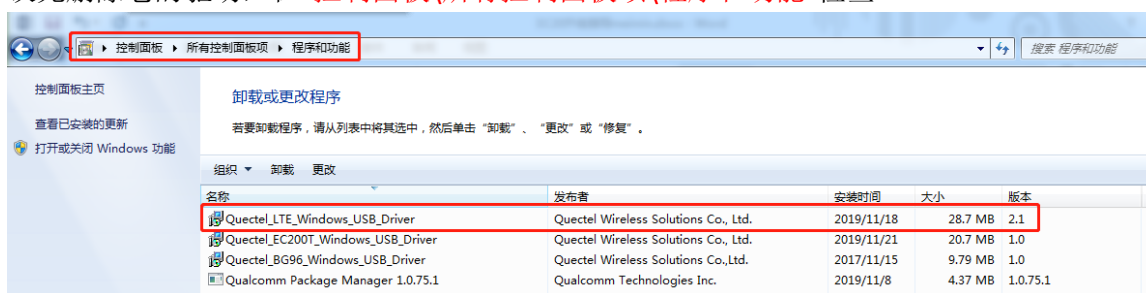 控制面板 ▸ 所有控制面板项 ▸ 程序和功能
搜索 程序和功能
控制面板主页
查看已安装的更新
打开或关闭 Windows 功能
卸载或更改程序
若要卸载程序，请从列表中将其选中，然后单击“卸载”、“更改”或“修复”。
组织 卸载 更改
名称 发布者 安装时间 大小 版本
Quectel_LTE_Windows_USB_Driver Quectel Wireless Solutions Co., Ltd. 2019/11/18 28.7 MB 2.1
Quectel_EC200T_Windows_USB_Driver Quectel Wireless Solutions Co., Ltd. 2019/11/21 20.7 MB 1.0
Quectel_BG96_Windows_USB_Driver Quectel Wireless Solutions Co.,Ltd. 2017/11/15 9.79 MB 1.0
Qualcomm Package Manager 1.0.75.1 Qualcomm Technologies Inc. 2019/11/8 4.37 MB 1.0.75.1